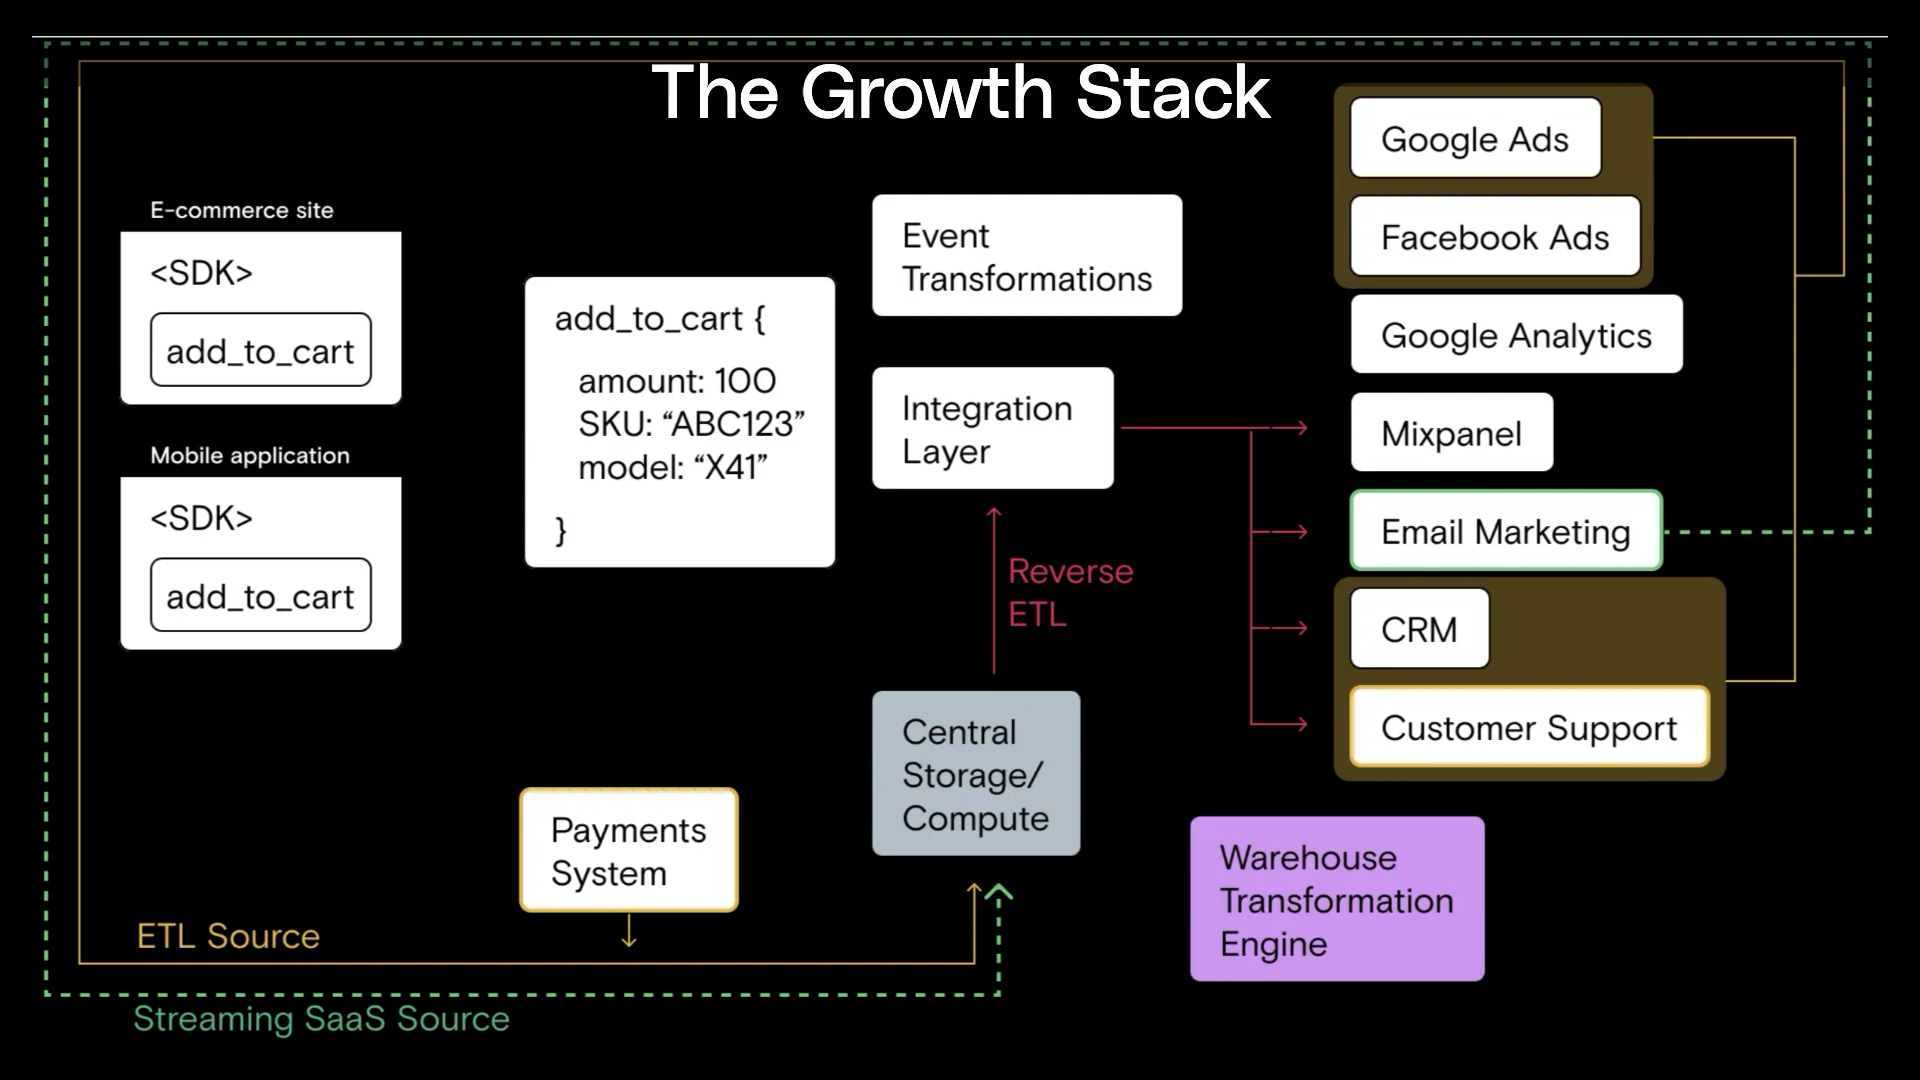 The Growth Stack
E-commerce site
<SDK>
add_to_cart
Mobile application
<SDK>
add_to_cart
add_to_cart {
amount: 100
SKU: “ABC123”
model: “X41”
}
Event
Transformations
Integration
Layer
Reverse
ETL
Central
Storage/
Compute
Payments
System
ETL Source
Streaming SaaS Source
Google Ads
Facebook Ads
Google Analytics
Mixpanel
Email Marketing
CRM
Customer Support
Warehouse
Transformation
Engine